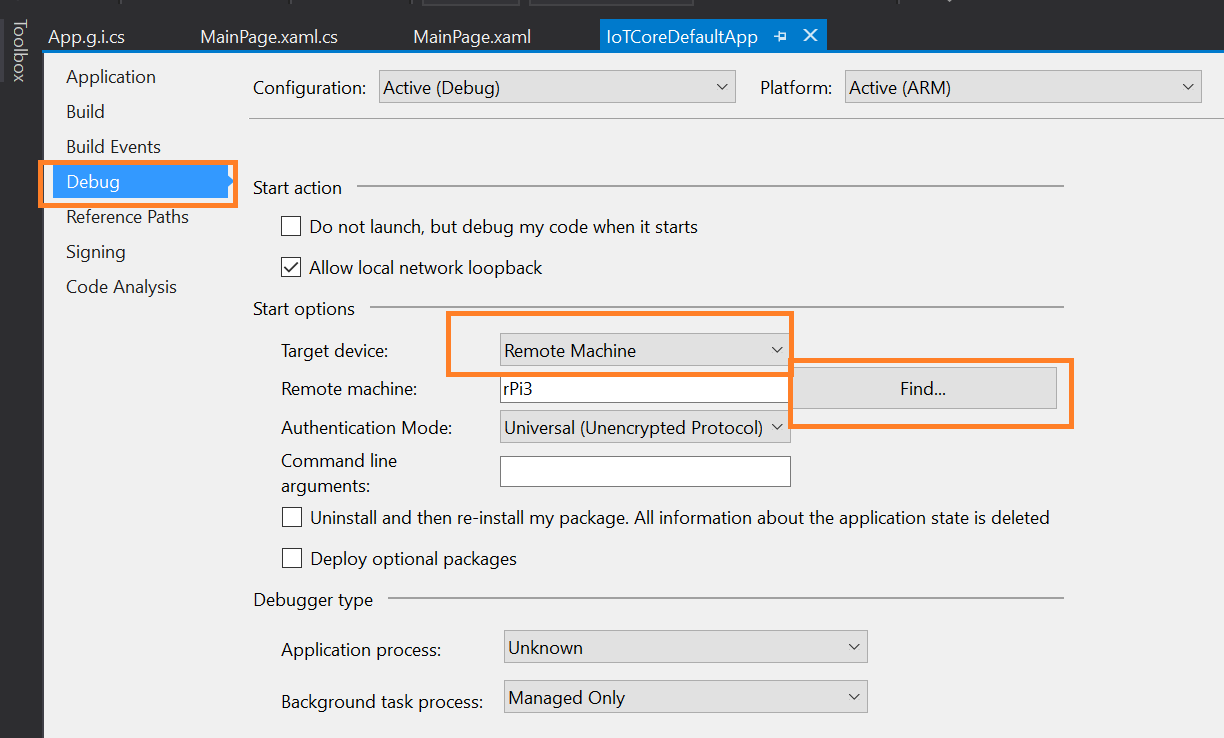 Toolbox
App.g.i.cs
MainPage.xaml.cs
MainPage.xaml
IoTCoreDefaultApp
Application
Build
Build Events
Debug
Reference Paths
Signing
Code Analysis
Configuration: Active (Debug) Platform: Active (ARM)
Start action
Do not launch, but debug my code when it starts
Allow local network loopback
Start options
Target device: Remote Machine
Remote machine: rPi3 Find...
Authentication Mode: Universal (Unencrypted Protocol)
Command line
arguments:
Uninstall and then re-install my package. All information about the application state is deleted
Deploy optional packages
Debugger type
Application process: Unknown
Background task process: Managed Only